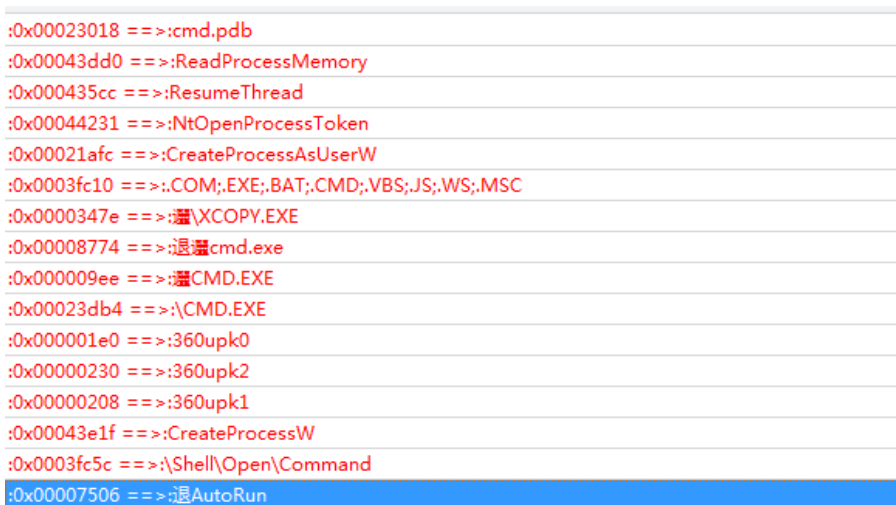 :0x00023018 ==>:cmd.pdb
:0x00043dd0 ==>:ReadProcessMemory
:0x000435cc ==>:ResumeThread
:0x00044231 ==>:NtOpenProcessToken
:0x00021afc ==>:CreateProcessAsUserW
:0x0003fc10 ==>:.COM;.EXE;.BAT;.CMD;.VBS;.JS;.WS;.MSC
:0x0000347e ==>:\XCOPY.EXE
:0x00008774 ==>:退cmd.exe
:0x000009ee ==>:CMD.EXE
:0x00023db4 ==>:\CMD.EXE
:0x000001e0 ==>:360upk0
:0x00000230 ==>:360upk2
:0x00000208 ==>:360upk1
:0x00043e1f ==>:CreateProcessW
:0x0003fc5c ==>:\Shell\Open\Command
:0x00007506 ==>:退AutoRun